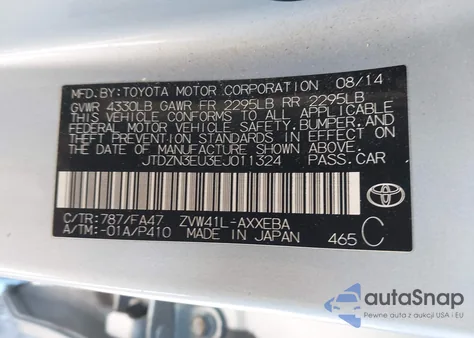 MFD.BY:TOYOTA MOTOR CORPORATION 08/14
GVWR 4330LB GAWR FR 2295LB RR 2295LB
THIS VEHICLE CONFORMS TO ALL APPLICABLE
FEDERAL MOTOR VEHICLE SAFETY, BUMPER, AND
THEFT PREVENTION STANDARDS IN EFFECT ON
THE DATE OF MANUFACTURE SHOWN ABOVE.
JTDZN3EU3EJ011324 PASS.CAR
C/TR:787/FA47 ZVW41L-AXXEBA
A/TM:-01A/P410 MADE IN JAPAN 465 C
TOYOTA
autoSnap
Pewne auta z aukcji USA i EU